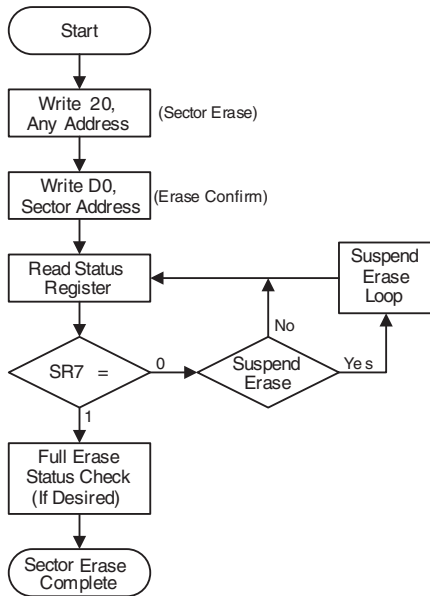 Start
Write 20,
Any Address
(Sector Erase)
Write D0,
Sector Address
(Erase Confirm)
Read Status
Register
Suspend
Erase
Loop
No
SR7 =
0
Suspend
Erase
Yes
1
Full Erase
Status Check
(If Desired)
Sector Erase
Complete